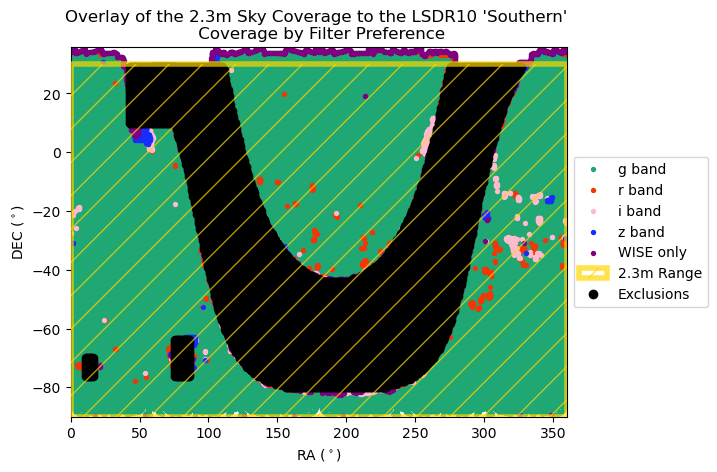 Overlay of the 2.3m Sky Coverage to the LSDR10 'Southern'
Coverage by Filter Preference
DEC (°)
20
0
−20
−40
−60
−80
0
50
100
150
200
250
300
350
RA (°)
g band
r band
i band
z band
WISE only
2.3m Range
Exclusions